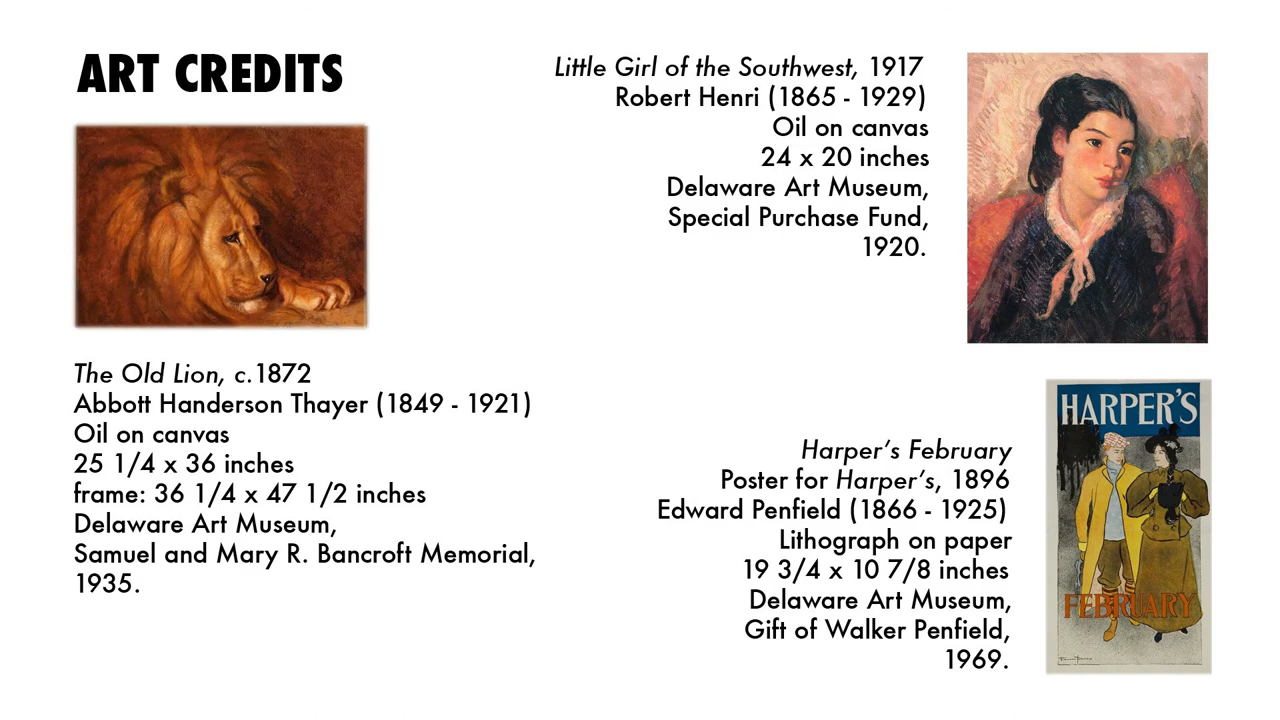 ART CREDITS
The Old Lion, c.1872
Abbott Handerson Thayer (1849 - 1921)
Oil on canvas
25 1/4 x 36 inches
frame: 36 1/4 x 47 1/2 inches
Delaware Art Museum,
Samuel and Mary R. Bancroft Memorial,
1935.
Little Girl of the Southwest, 1917
Robert Henri (1865 - 1929)
Oil on canvas
24 x 20 inches
Delaware Art Museum,
Special Purchase Fund,
1920.
Harper's February
Poster for Harper's, 1896
Edward Penfield (1866 - 1925)
Lithograph on paper
19 3/4 x 10 7/8 inches
Delaware Art Museum,
Gift of Walker Penfield,
1969.
HARPER'S
FEBRUARY